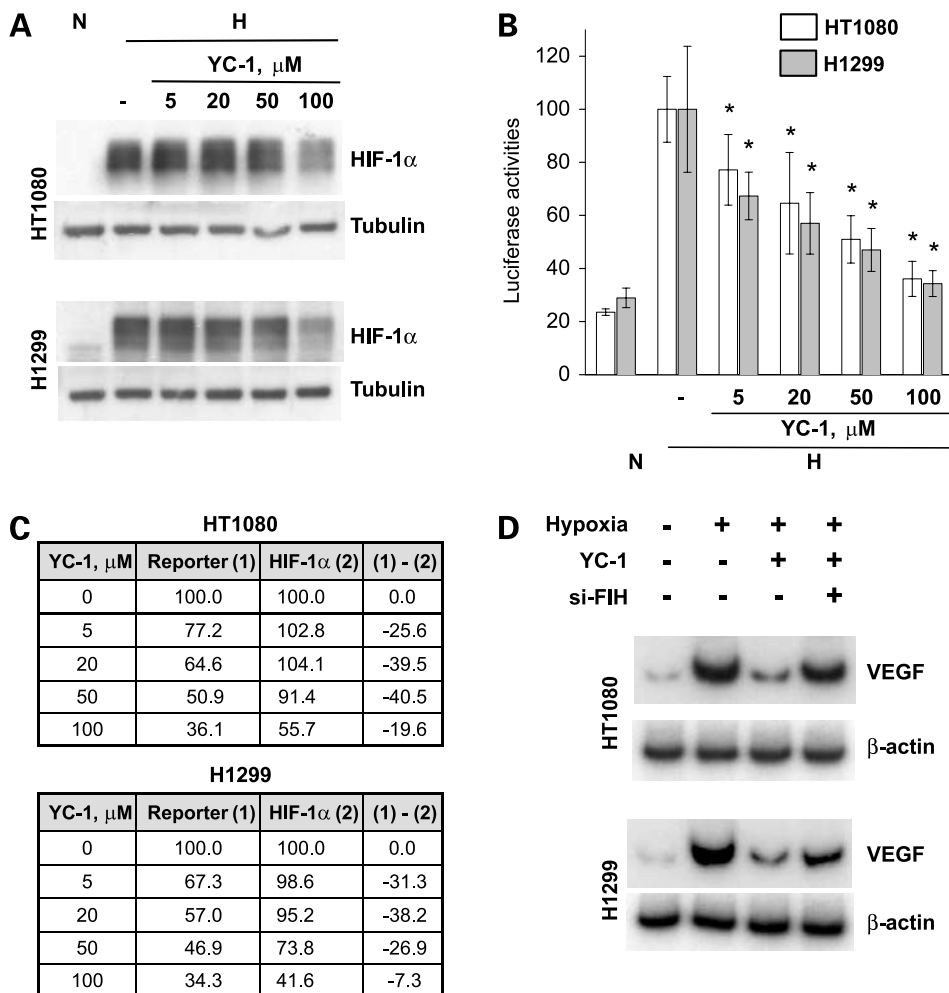 A
N
H
YC-1, μM
- 5 20 50 100
HT1080
HIF-1α
Tubulin
H1299
HIF-1α
Tubulin
B
HT1080
H1299
Luciferase activities
120
100
80
60
40
20
0
* * * * * * * *
- 5 20 50 100
YC-1, μM
N H
C
HT1080
YC-1, μM Reporter (1) HIF-1α (2) (1) - (2)
0 100.0 100.0 0.0
5 77.2 102.8 -25.6
20 64.6 104.1 -39.5
50 50.9 91.4 -40.5
100 36.1 55.7 -19.6
H1299
YC-1, μM Reporter (1) HIF-1α (2) (1) - (2)
0 100.0 100.0 0.0
5 67.3 98.6 -31.3
20 57.0 95.2 -38.2
50 46.9 73.8 -26.9
100 34.3 41.6 -7.3
D
Hypoxia - + + +
YC-1 - - + +
si-FIH - - - +
HT1080
VEGF
β-actin
H1299
VEGF
β-actin